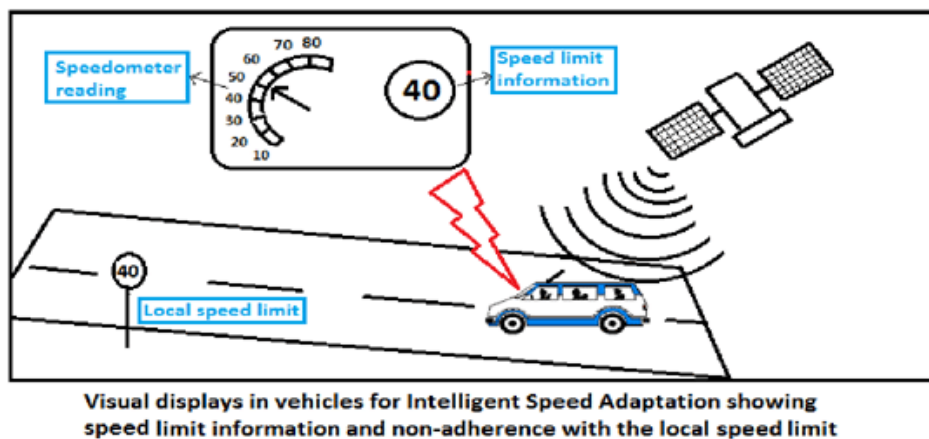 70
80
60
50
40
30
20
10
Speedometer
reading
40
Speed limit
information
40
Local speed limit
Visual displays in vehicles for Intelligent Speed Adaptation showing
speed limit information and non-adherence with the local speed limit